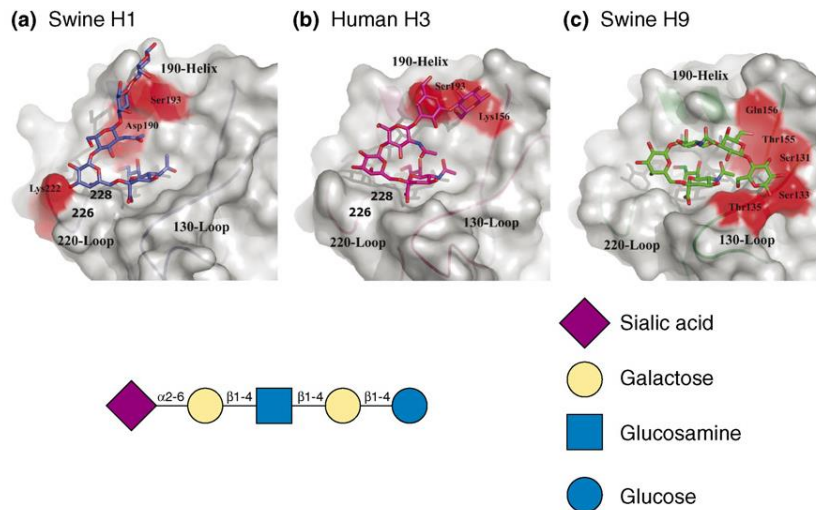 (a) Swine H1
190-Helix
Ser193
Asp190
Lys222
228
226
220-Loop
130-Loop
(b) Human H3
190-Helix
Ser193
Lys156
228
226
220-Loop
130-Loop
(c) Swine H9
190-Helix
Gln156
Thr155
Ser131
Ser133
Thr135
220-Loop
130-Loop
α2-6 β1-4 β1-4 β1-4
Sialic acid
Galactose
Glucosamine
Glucose